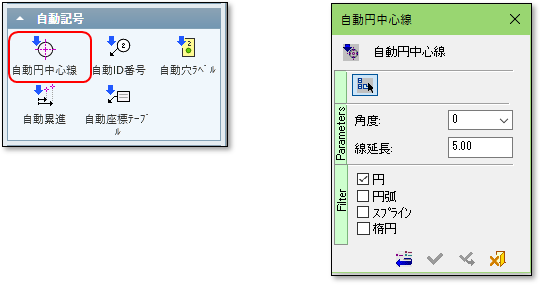 自動記号
自動円中心線
自動ID番号
自動穴ﾗﾍﾞﾙ
自動累進
自動座標ﾃｰﾌﾞ
ﾙ
自動円中心線
自動円中心線
Parameters
角度:
0
線延長:
5.00
Filter
円
円弧
ｽﾌﾟﾗｲﾝ
楕円